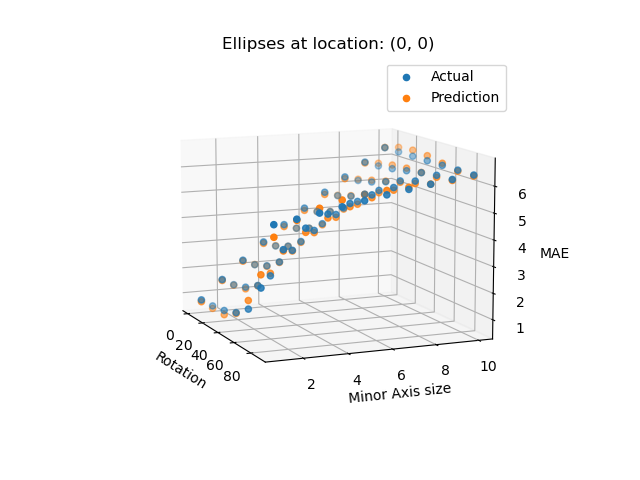 Ellipses at location: (0, 0)
Actual
Prediction
6
5
4
3
2
1
MAE
0
20
40
60
80
Rotation
2
4
6
8
10
Minor Axis size